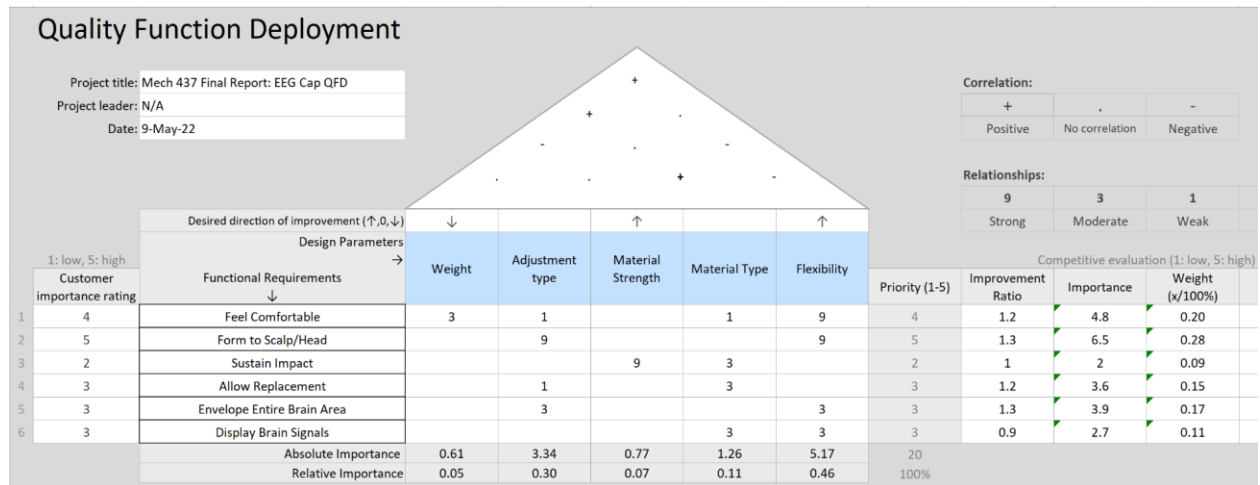 Quality Function Deployment
Project title: Mech 437 Final Report: EEG Cap QFD
Project leader: N/A
Date: 9-May-22
Correlation:
+ . -
Positive No correlation Negative
Relationships:
9 3 1
Strong Moderate Weak
+
+ .
- . -
. . + -
Desired direction of improvement (↑,0,↓) ↓ ↑ ↑
Design Parameters
→
1: low, 5: high
Customer importance rating
Functional Requirements
↓
Weight
Adjustment type
Material Strength
Material Type
Flexibility
Priority (1-5)
Competitive evaluation (1: low, 5: high)
Improvement Ratio
Importance
Weight (x/100%)
1 4 Feel Comfortable 3 1 1 9 4 1.2 4.8 0.20
2 5 Form to Scalp/Head 9 9 5 1.3 6.5 0.28
3 2 Sustain Impact 9 3 2 1 2 0.09
4 3 Allow Replacement 1 3 3 1.2 3.6 0.15
5 3 Envelope Entire Brain Area 3 3 3 1.3 3.9 0.17
6 3 Display Brain Signals 3 3 3 0.9 2.7 0.11
Absolute Importance 0.61 3.34 0.77 1.26 5.17 20
Relative Importance 0.05 0.30 0.07 0.11 0.46 100%